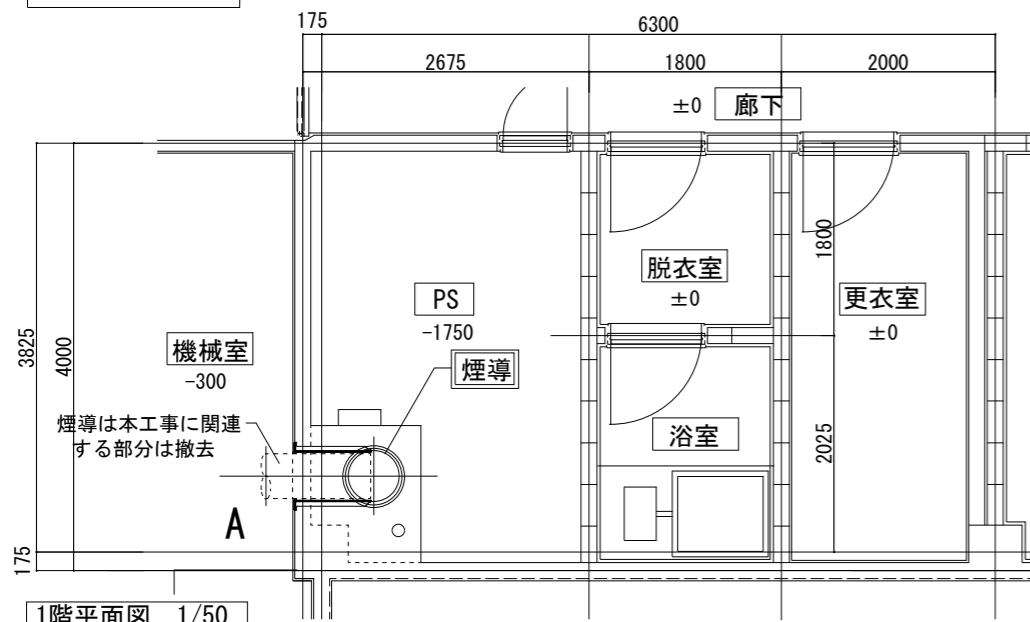 175
6300
2675
1800
2000
±0 廊下
1800
脱衣室
±0
PS
-1750
更衣室
±0
3825
4000
機械室
-300
煙導
煙導は本工事に関連
する部分は撤去
浴室
2025
A
175
1階平面図 1/50